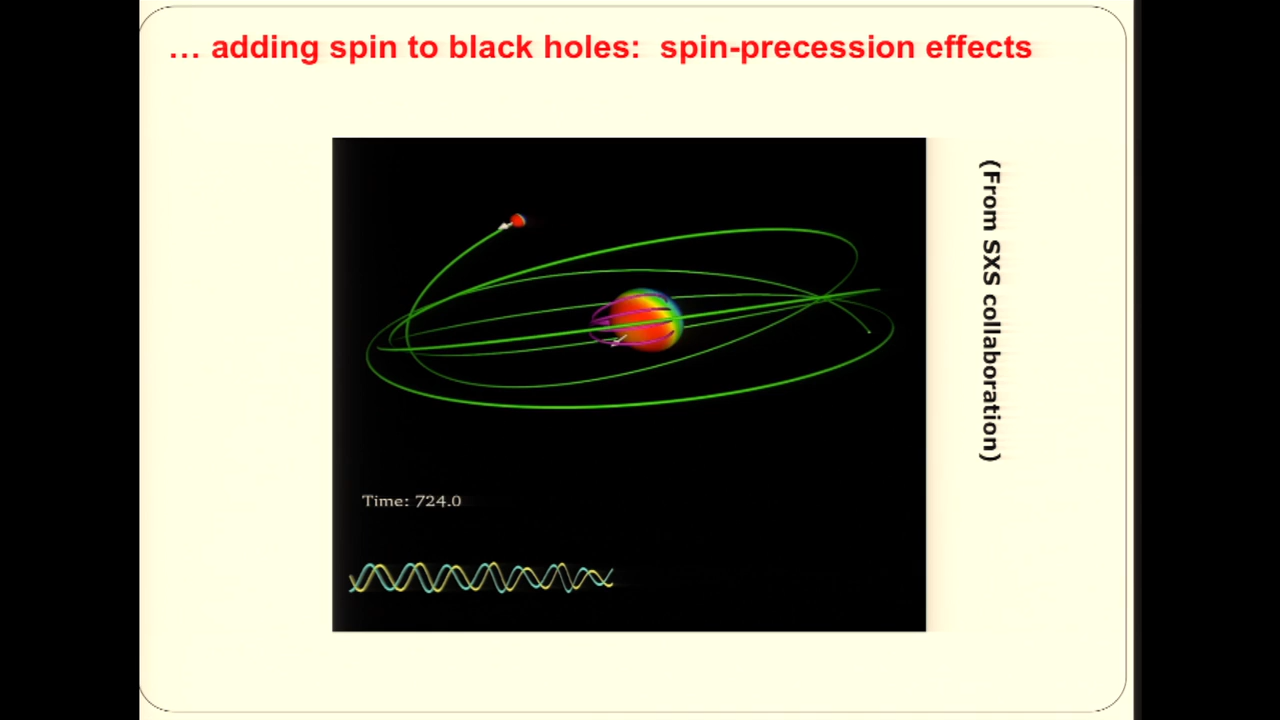 … adding spin to black holes: spin-precession effects
(From SXS collaboration)
Time: 724.0